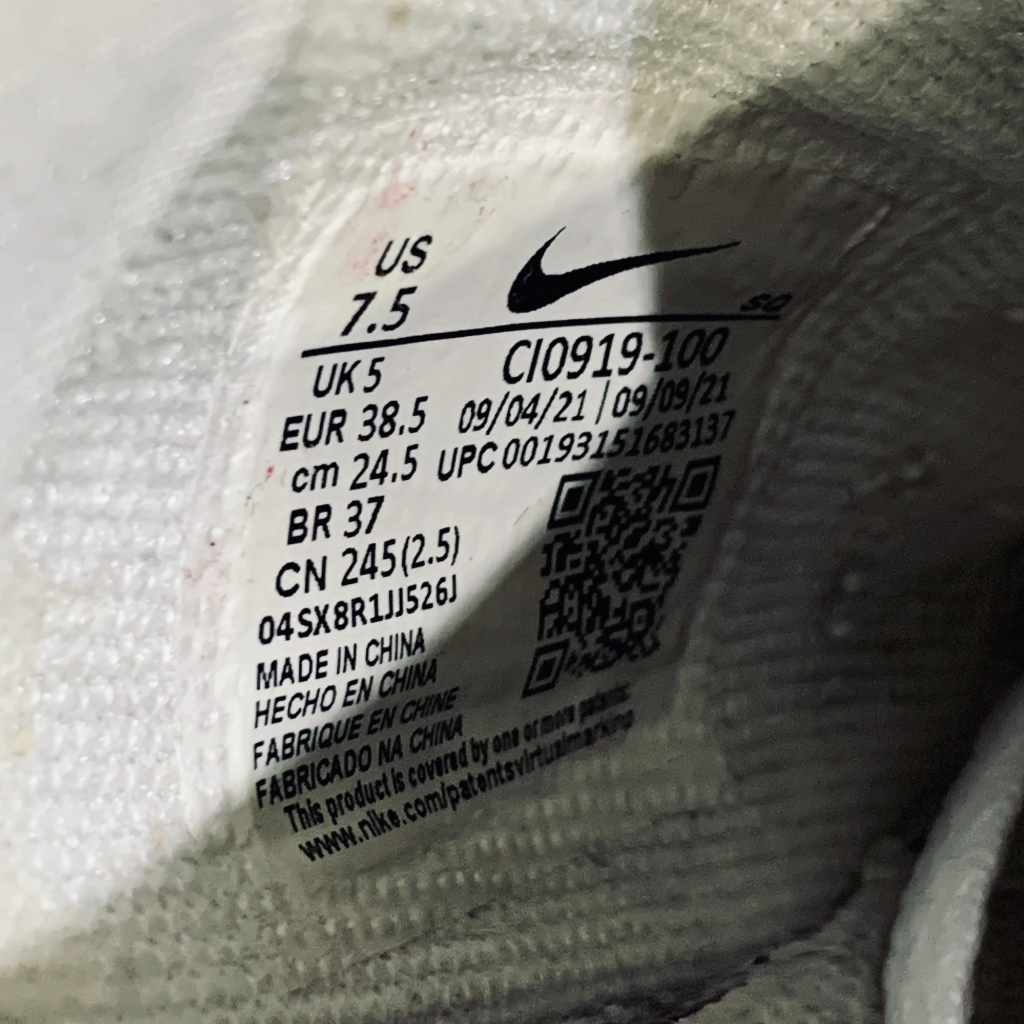 US
7.5
SQ
UK 5
CI0919-100
EUR 38.5
09/04/21 | 09/09/21
cm 24.5
UPC 00193151683137
BR 37
CN 245(2.5)
04SX8R1JJ526J
MADE IN CHINA
HECHO EN CHINA
FABRIQUE EN CHINE
FABRICADO NA CHINA
This product is covered by one or more patents:
www.nike.com/patentsvirtualmarking